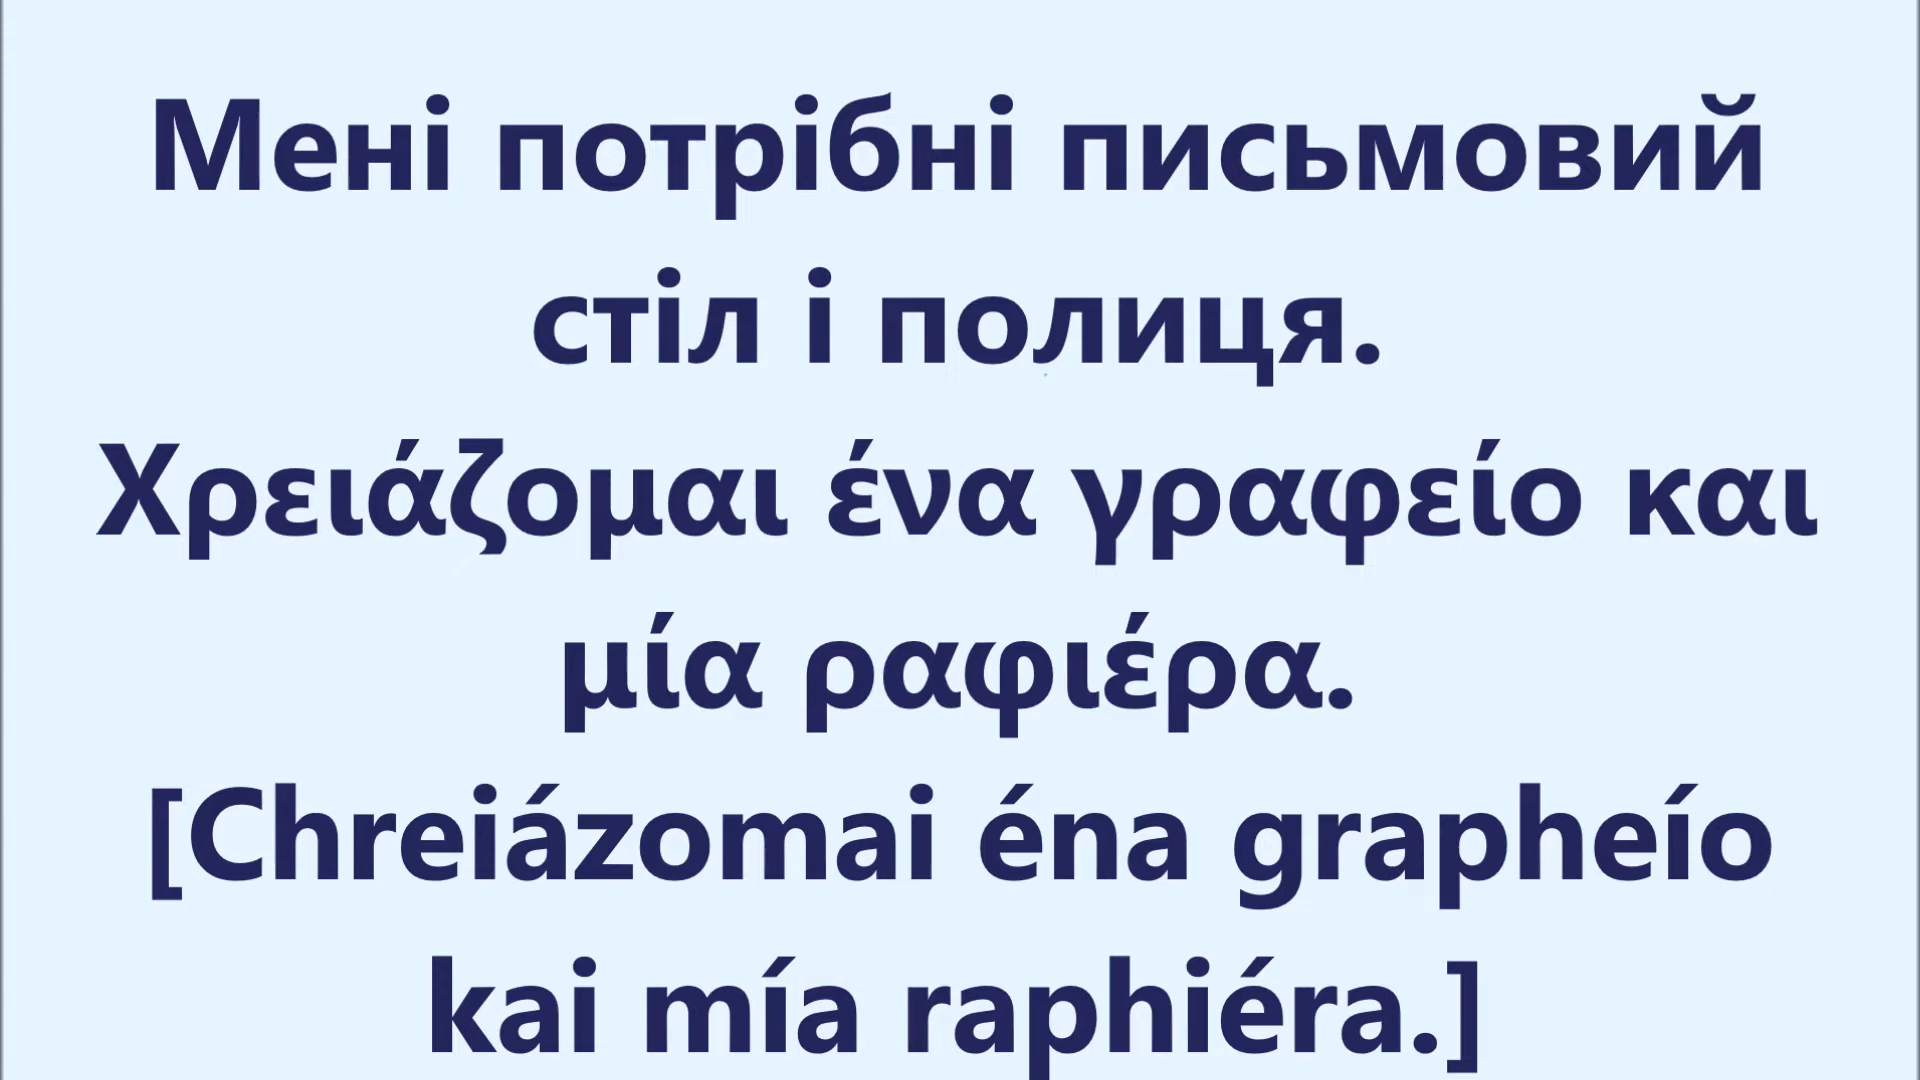 Мені потрібні письмовий
стіл і полиця.
Χρειάζομαι ένα γραφείο και
μία ραφιέρα.
[Chreiázomai éna grapheío
kai mía raphiéra.]